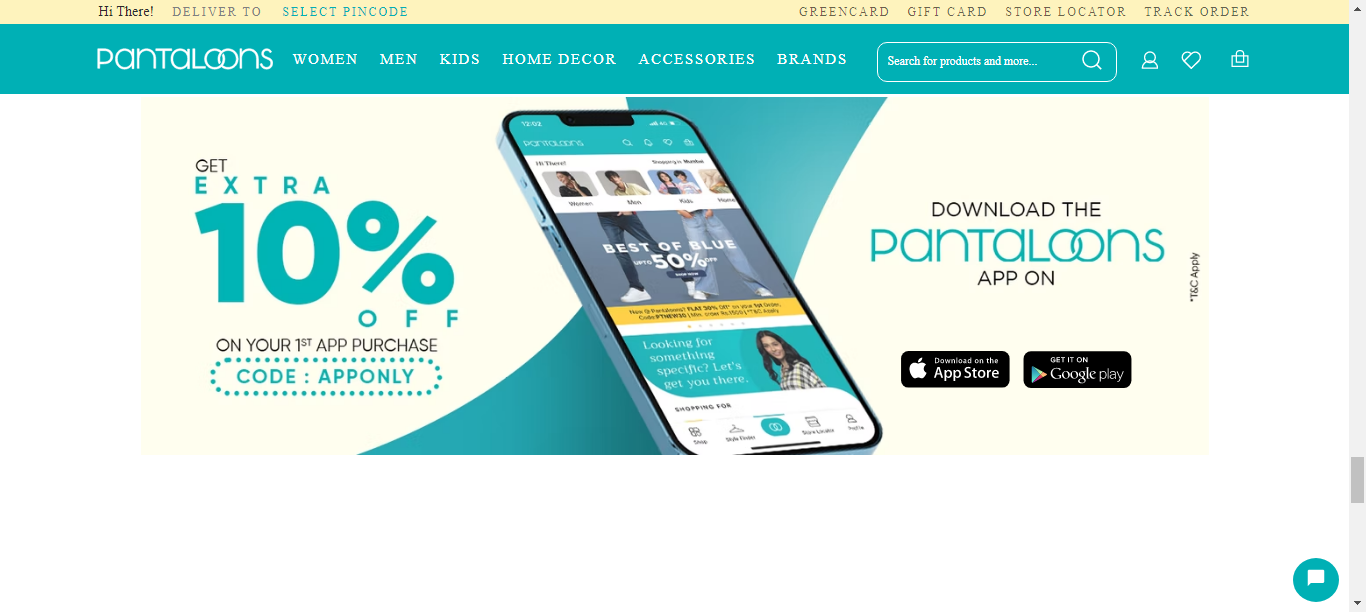 Hi There! DELIVER TO SELECT PINCODE GREENCARD GIFT CARD STORE LOCATOR TRACK ORDER
PANTALOONS WOMEN MEN KIDS HOME DECOR ACCESSORIES BRANDS Search for products and more...
GET
EXTRA
10%
OFF
ON YOUR 1ST APP PURCHASE
CODE : APPONLY
12:02 4G
PANTALOONS
Hi There! Shopping in Mumbai
Women Men Kids Home
BEST OF BLUE
UPTO 50% OFF
SHOP NOW
New @ Pantaloons? FLAT 30% Off* on your 1st Order,
Code:PTNEW30 | Min. order Rs.1500 | *T&C Apply
Looking for
something
specific? Let's
get you there.
SHOPPING FOR
Shop Style Finder Store Locator Profile
DOWNLOAD THE
PANTALOONS
APP ON
*T&C Apply
Download on the
App Store
GET IT ON
Google play